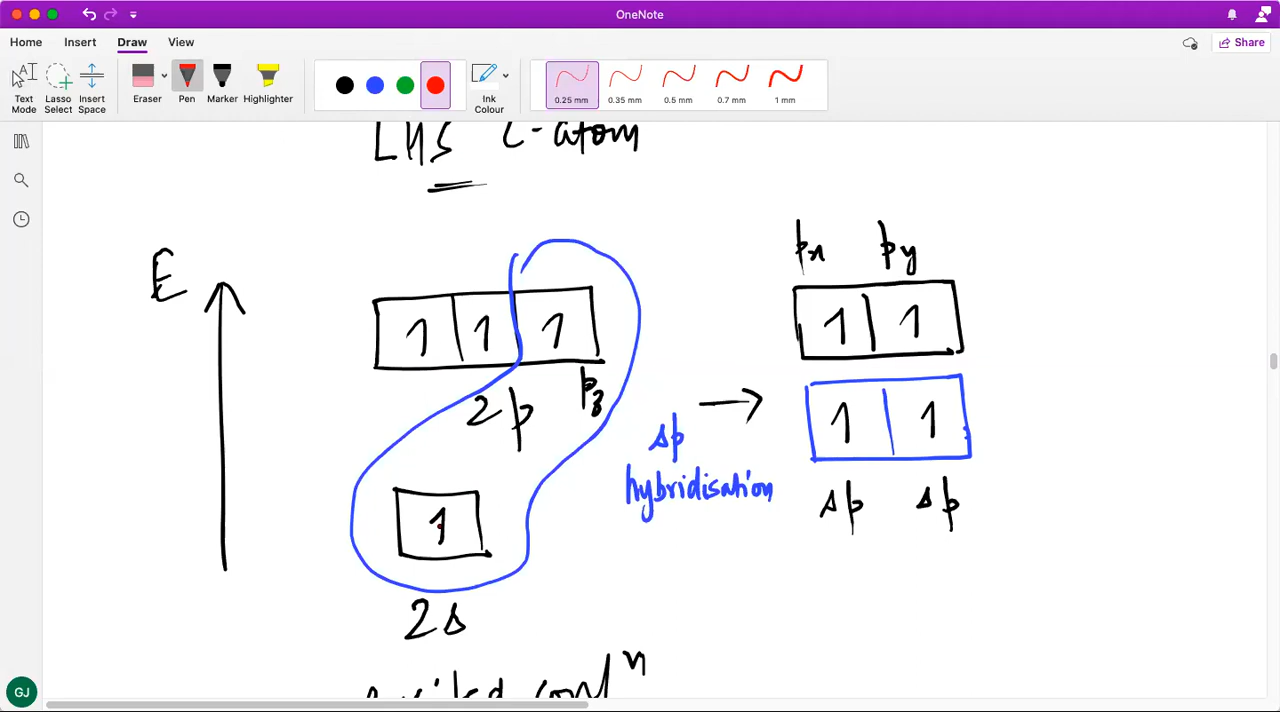 OneNote
Home Insert Draw View
Share
Text Mode
Lasso Select
Insert Space
Eraser
Pen
Marker
Highlighter
Ink Colour
0.25 mm
0.35 mm
0.5 mm
0.7 mm
1 mm
LHS C-atom
E
px py
1 1 1
1 1
2p
pz
sp
hybridisation
1 1
sp sp
1
2s
excited confn
GJ